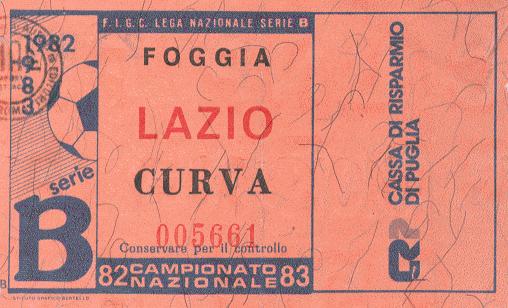 F.I.G.C. LEGA NAZIONALE SERIE B
1982
1983
FOGGIA
LAZIO
CURVA
005661
Conservare per il controllo
serie
B
82 CAMPIONATO NAZIONALE 83
CASSA DI RISPARMIO
DI PUGLIA
B